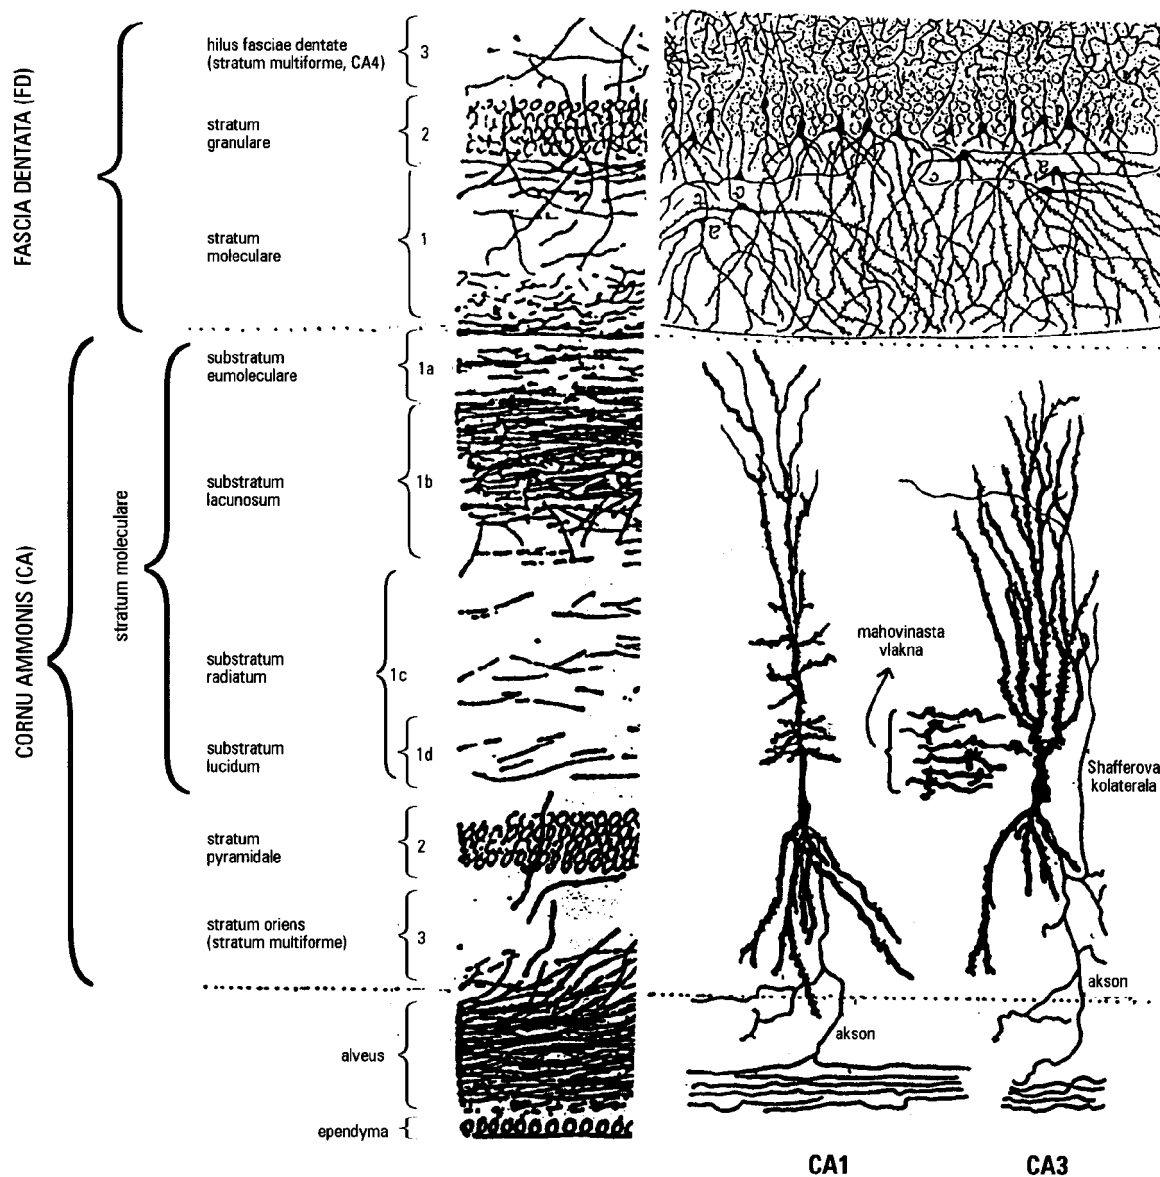 FASCIA DENTATA (FD)
hilus fasciae dentate
(stratum multiforme, CA4)
3
stratum
granulare
2
stratum
moleculare
1
CORNU AMMONIS (CA)
stratum moleculare
substratum
eumoleculare
1a
substratum
lacunosum
1b
substratum
radiatum
1c
substratum
lucidum
1d
stratum
pyramidale
2
stratum oriens
(stratum multiforme)
3
alveus
ependyma
mahovinasta
vlakna
Shafferova
kolaterala
akson
akson
CA1
CA3